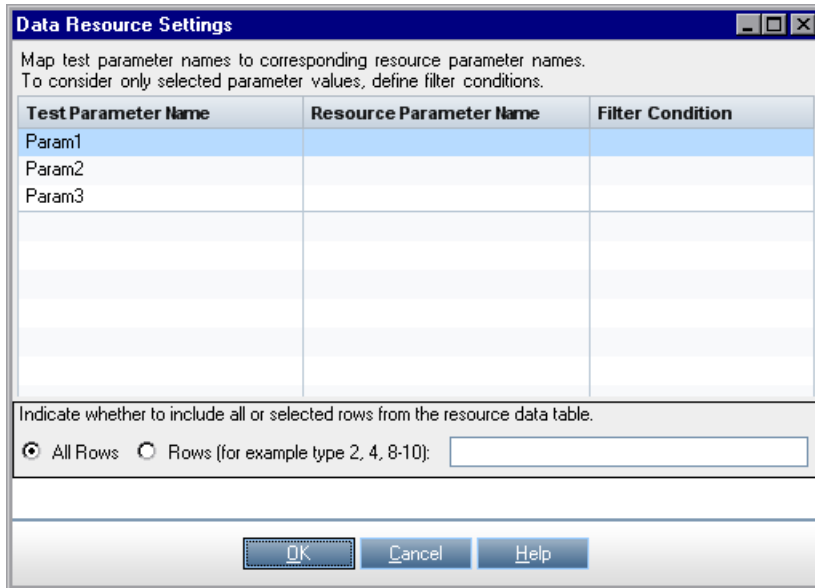 Data Resource Settings
Map test parameter names to corresponding resource parameter names.
To consider only selected parameter values, define filter conditions.
Test Parameter Name Resource Parameter Name Filter Condition
Param1
Param2
Param3
Indicate whether to include all or selected rows from the resource data table.
All Rows Rows (for example type 2, 4, 8-10):
OK Cancel Help